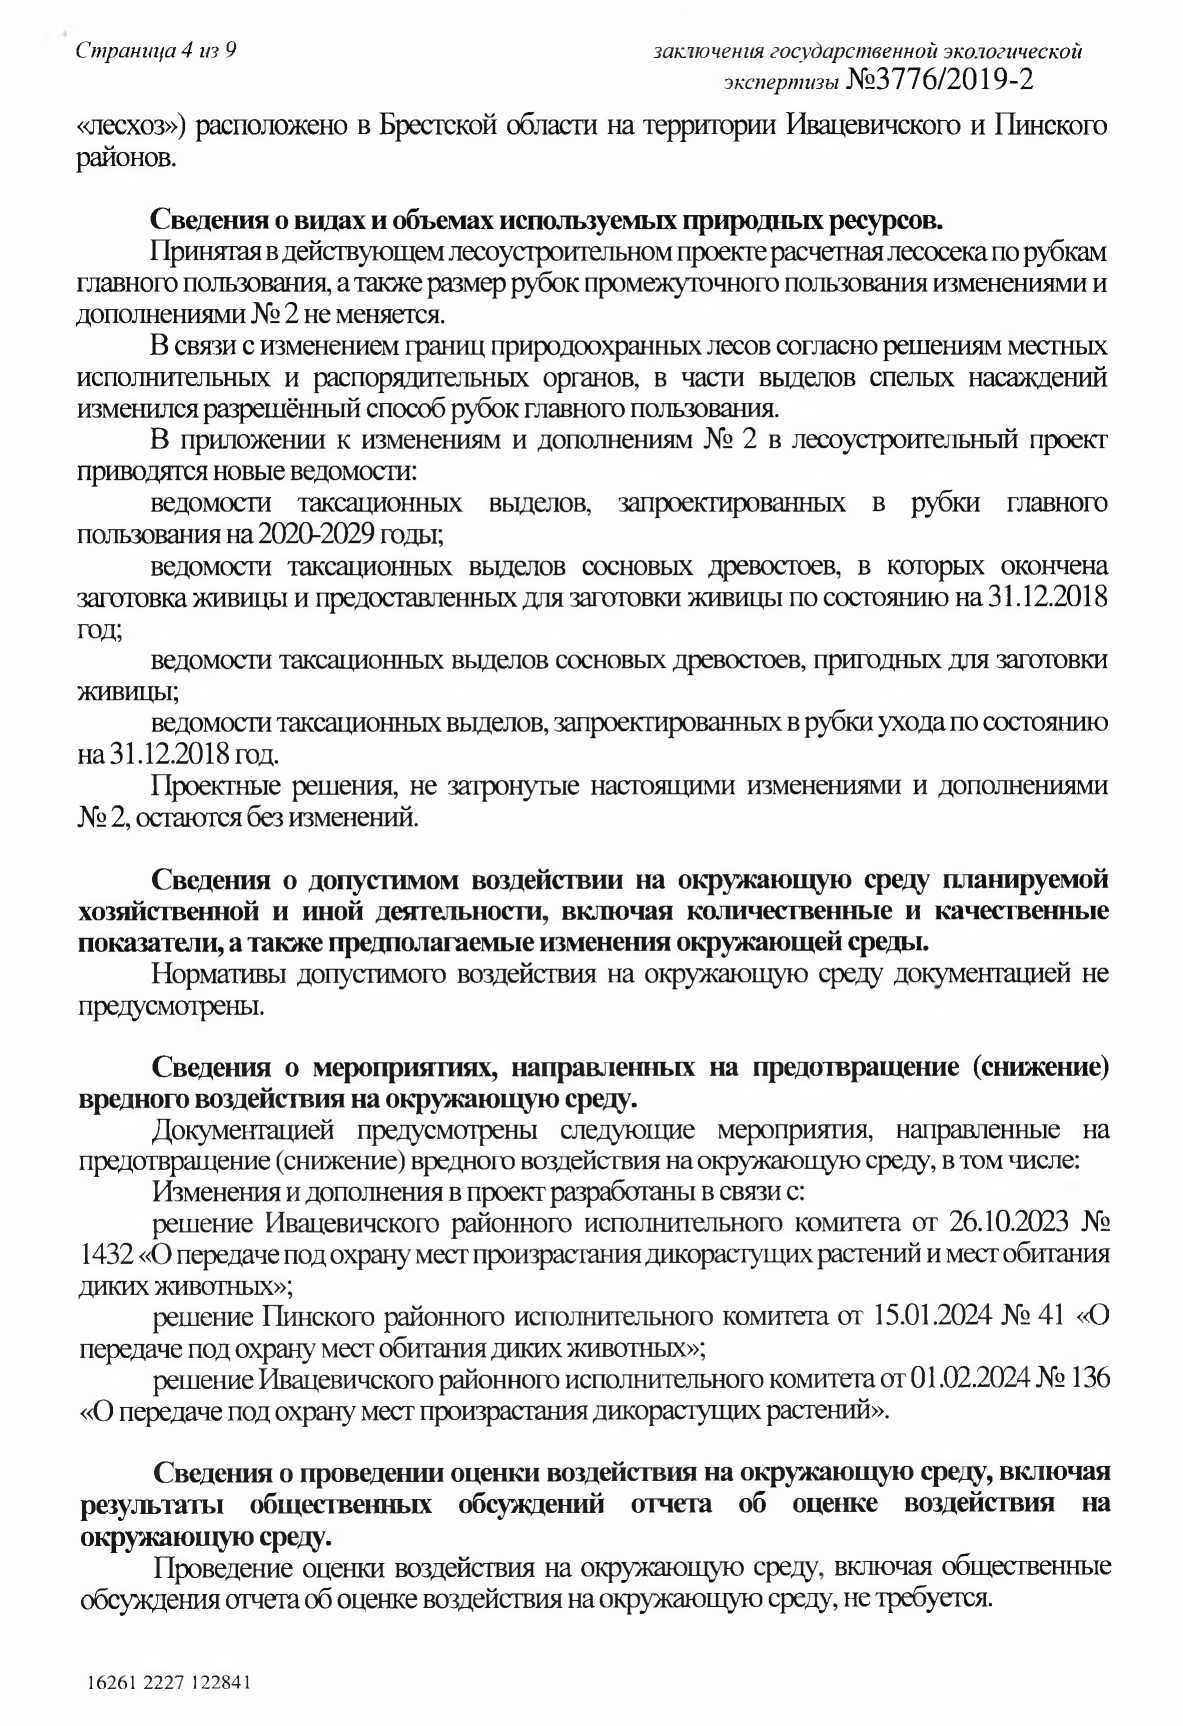 Страница 4 из 9
заключения государственной экологической
экспертизы №3776/2019-2
«лесхоз») расположено в Брестской области на территории Ивацевичского и Пинского
районов.
Сведения о видах и объемах используемых природных ресурсов.
Принятая в действующем лесоустроительном проекте расчетная лесосека по рубкам
главного пользования, а также размер рубок промежуточного пользования изменениями и
дополнениями № 2 не меняется.
В связи с изменением границ природоохранных лесов согласно решениям местных
исполнительных и распорядительных органов, в части выделов спелых насаждений
изменился разрешённый способ рубок главного пользования.
В приложении к изменениям и дополнениям № 2 в лесоустроительный проект
приводятся новые ведомости:
ведомости таксационных выделов, запроектированных в рубки главного
пользования на 2020-2029 годы;
ведомости таксационных выделов сосновых древостоев, в которых окончена
заготовка живицы и предоставленных для заготовки живицы по состоянию на 31.12.2018
год;
ведомости таксационных выделов сосновых древостоев, пригодных для заготовки
живицы;
ведомости таксационных выделов, запроектированных в рубки ухода по состоянию
на 31.12.2018 год.
Проектные решения, не затронутые настоящими изменениями и дополнениями
№ 2, остаются без изменений.
Сведения о допустимом воздействии на окружающую среду планируемой
хозяйственной и иной деятельности, включая количественные и качественные
показатели, а также предполагаемые изменения окружающей среды.
Нормативы допустимого воздействия на окружающую среду документацией не
предусмотрены.
Сведения о мероприятиях, направленных на предотвращение (снижение)
вредного воздействия на окружающую среду.
Документацией предусмотрены следующие мероприятия, направленные на
предотвращение (снижение) вредного воздействия на окружающую среду, в том числе:
Изменения и дополнения в проект разработаны в связи с:
решение Ивацевичского районного исполнительного комитета от 26.10.2023 №
1432 «О передаче под охрану мест произрастания дикорастущих растений и мест обитания
диких животных»;
решение Пинского районного исполнительного комитета от 15.01.2024 № 41 «О
передаче под охрану мест обитания диких животных»;
решение Ивацевичского районного исполнительного комитета от 01.02.2024 № 136
«О передаче под охрану мест произрастания дикорастущих растений».
Сведения о проведении оценки воздействия на окружающую среду, включая
результаты общественных обсуждений отчета об оценке воздействия на
окружающую среду.
Проведение оценки воздействия на окружающую среду, включая общественные
обсуждения отчета об оценке воздействия на окружающую среду, не требуется.
16261 2227 122841